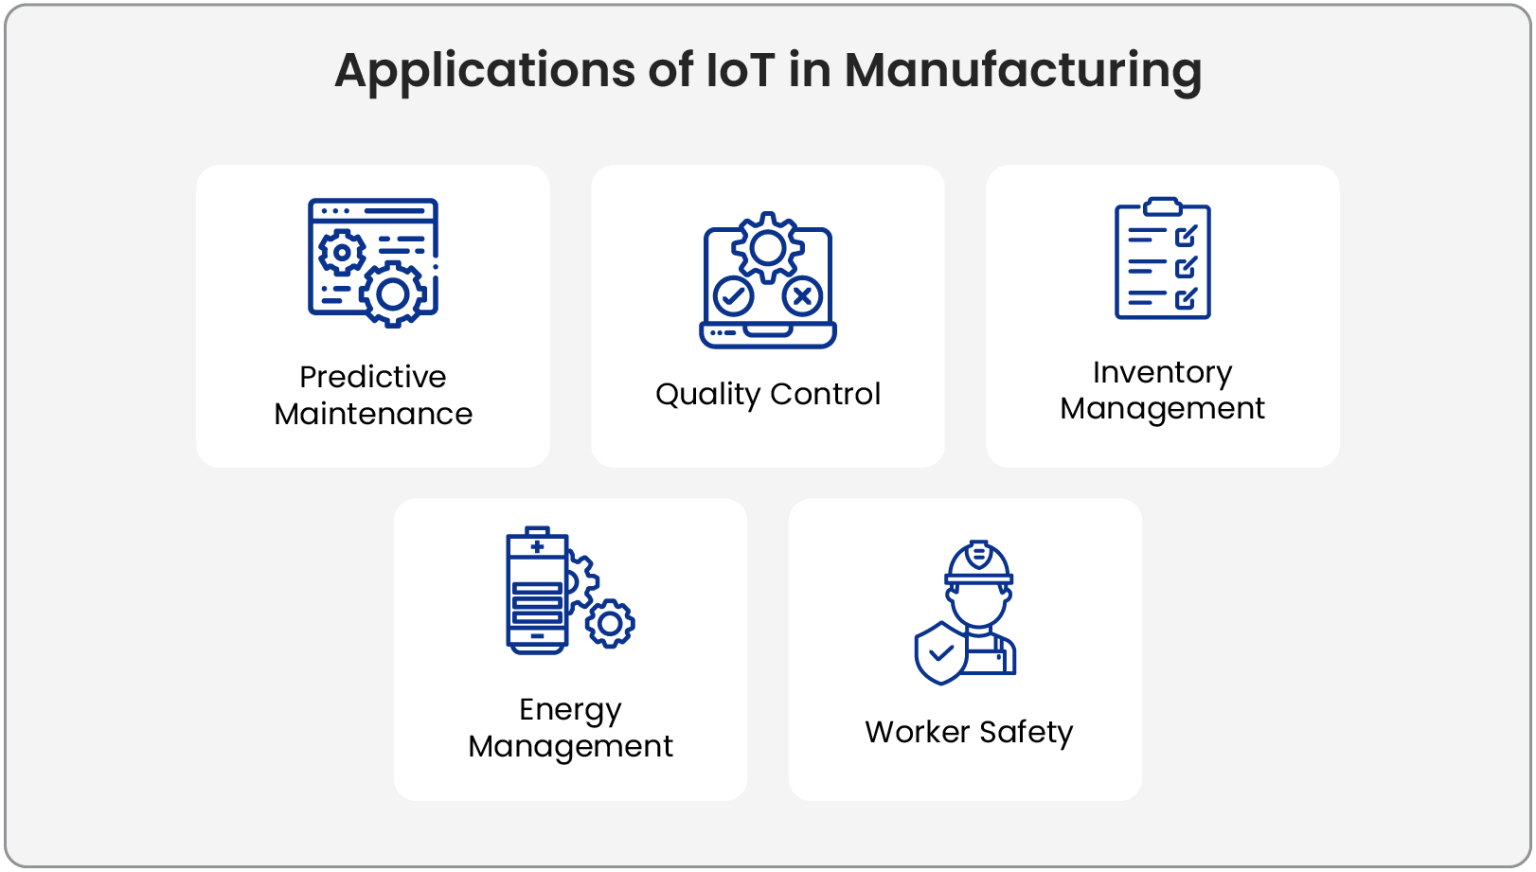 Applications of IoT in Manufacturing
Predictive
Maintenance
Quality Control
Inventory
Management
Energy
Management
Worker Safety